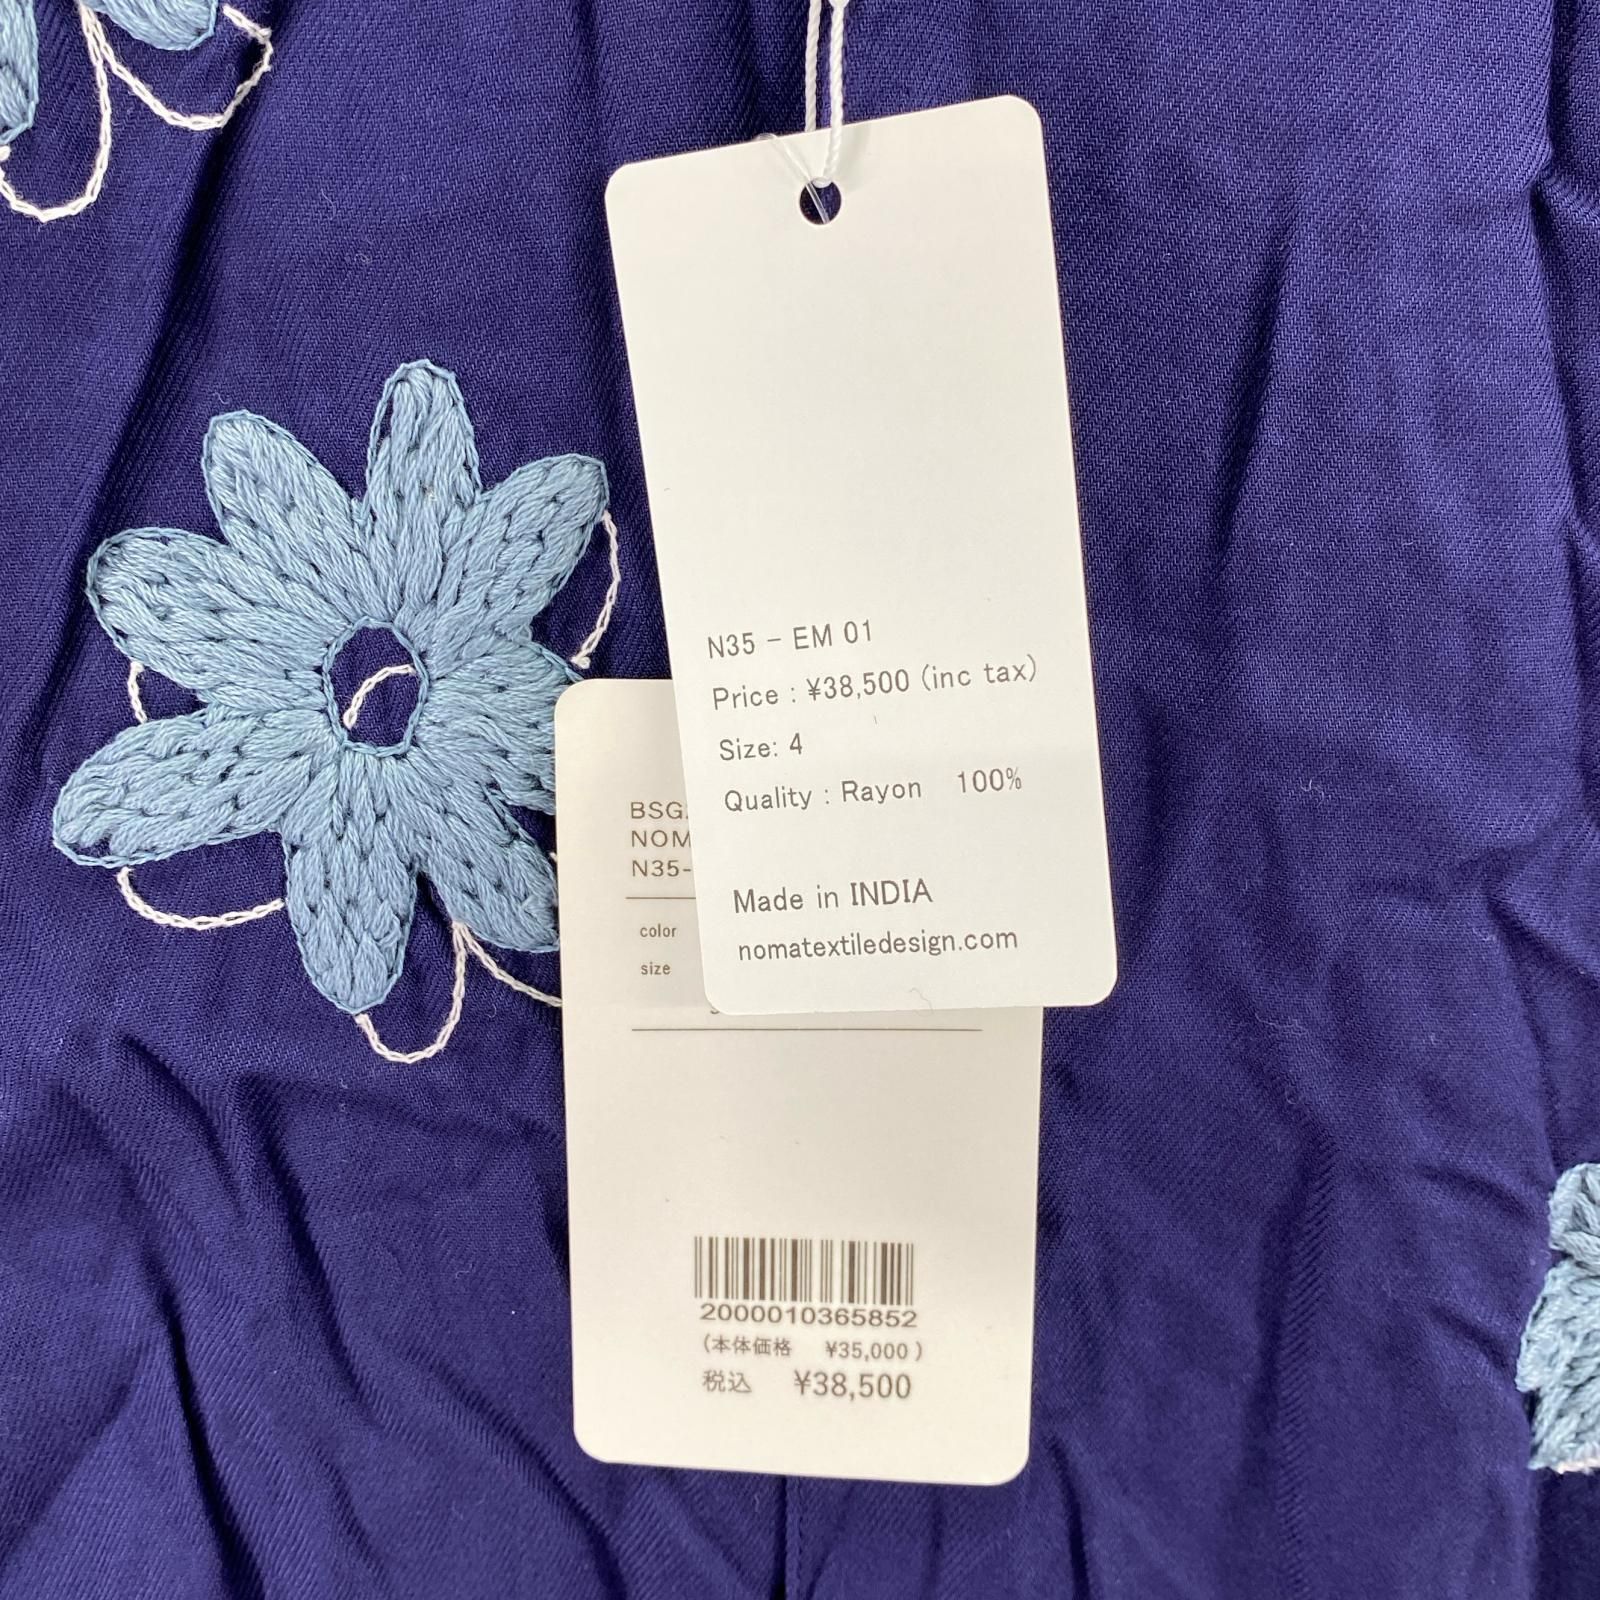 N35 - EM 01
Price : ¥38,500 (inc tax)
Size: 4
Quality : Rayon 100%
Made in INDIA
nomatextiledesign.com
BSG
NOM
N35-
color
size
2000010365852
(本体価格 ¥35,000 )
税込 ¥38,500